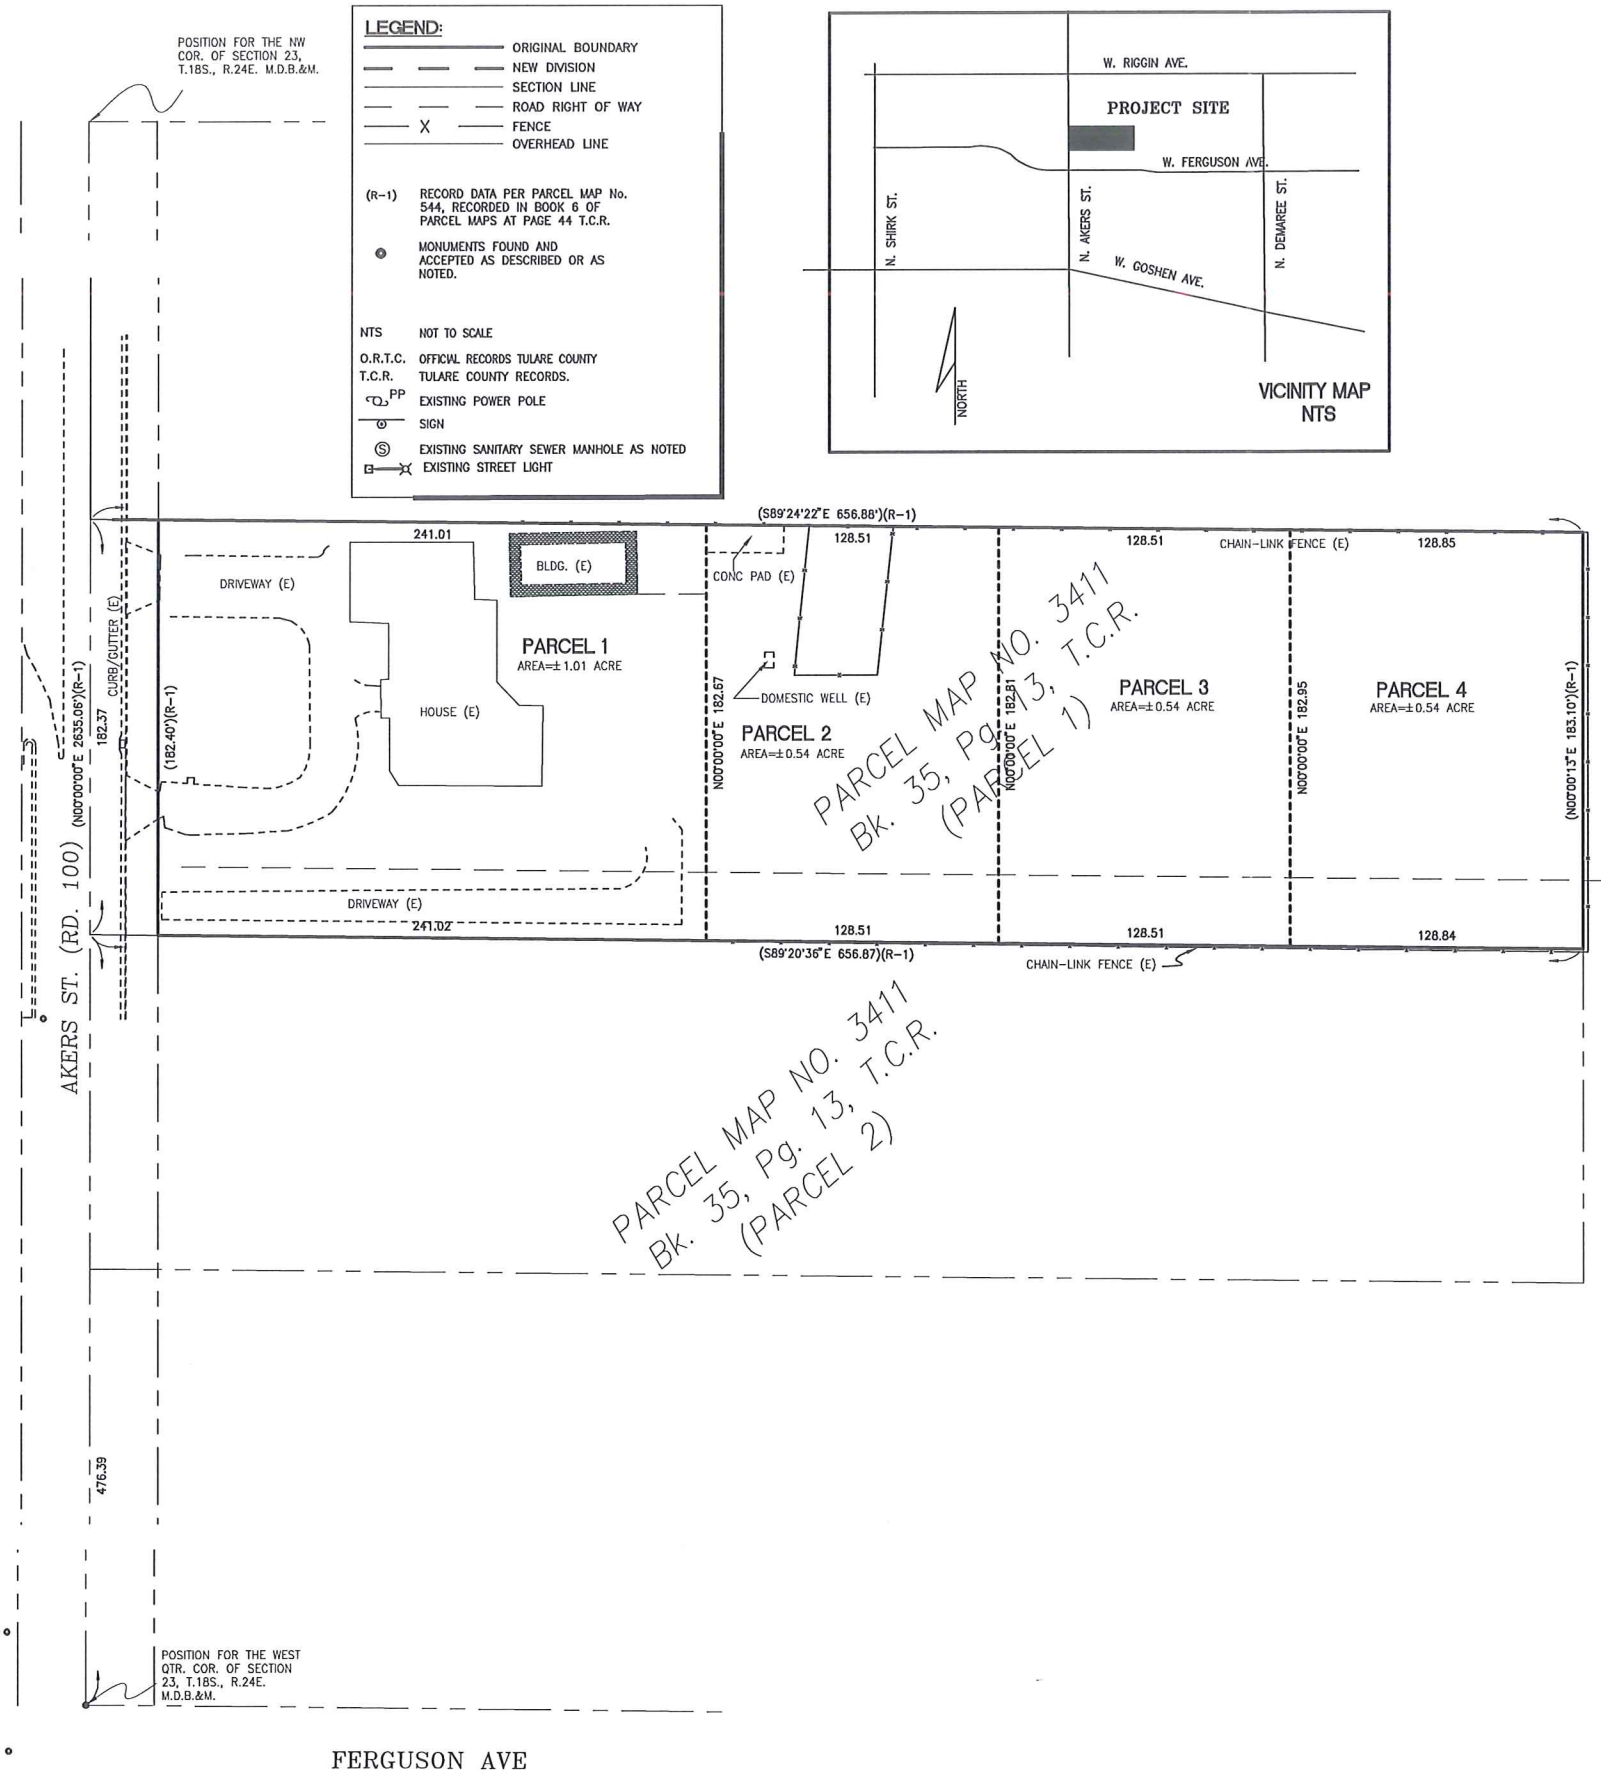 POSITION FOR THE NW
COR. OF SECTION 23,
T.18S., R.24E. M.D.B.&M.
LEGEND:
ORIGINAL BOUNDARY
NEW DIVISION
SECTION LINE
ROAD RIGHT OF WAY
X FENCE
OVERHEAD LINE
(R-1) RECORD DATA PER PARCEL MAP No.
544, RECORDED IN BOOK 6 OF
PARCEL MAPS AT PAGE 44 T.C.R.
MONUMENTS FOUND AND
ACCEPTED AS DESCRIBED OR AS
NOTED.
NTS NOT TO SCALE
O.R.T.C. OFFICIAL RECORDS TULARE COUNTY
T.C.R. TULARE COUNTY RECORDS.
PP EXISTING POWER POLE
SIGN
S EXISTING SANITARY SEWER MANHOLE AS NOTED
EXISTING STREET LIGHT
W. RIGGIN AVE.
PROJECT SITE
W. FERGUSON AVE.
N. SHIRK ST.
N. AKERS ST.
N. DEMAREE ST.
W. GOSHEN AVE.
NORTH
VICINITY MAP
NTS
(S89°24'22"E 656.88')(R-1)
241.01
128.51
128.51
128.85
CHAIN-LINK FENCE (E)
DRIVEWAY (E)
BLDG. (E)
CONC PAD (E)
CURB/GUTTER (E)
(N00°00'00"E 2635.06')(R-1)
182.37
(182.40')(R-1)
HOUSE (E)
PARCEL 1
AREA=±1.01 ACRE
N00°00'00"E 182.67
DOMESTIC WELL (E)
PARCEL 2
AREA=±0.54 ACRE
PARCEL MAP NO. 3411
Bk. 35, Pg. 13, T.C.R.
(PARCEL 1)
N00°00'00"E 182.81
PARCEL 3
AREA=±0.54 ACRE
N00°00'00"E 182.95
PARCEL 4
AREA=±0.54 ACRE
(N00°00'13"E 183.10')(R-1)
DRIVEWAY (E)
241.02
128.51
128.51
128.84
(S89°20'36"E 656.87)(R-1)
CHAIN-LINK FENCE (E)
AKERS ST. (RD. 100)
PARCEL MAP NO. 3411
Bk. 35, Pg. 13, T.C.R.
(PARCEL 2)
476.39
POSITION FOR THE WEST
QTR. COR. OF SECTION
23, T.18S., R.24E.
M.D.B.&M.
FERGUSON AVE